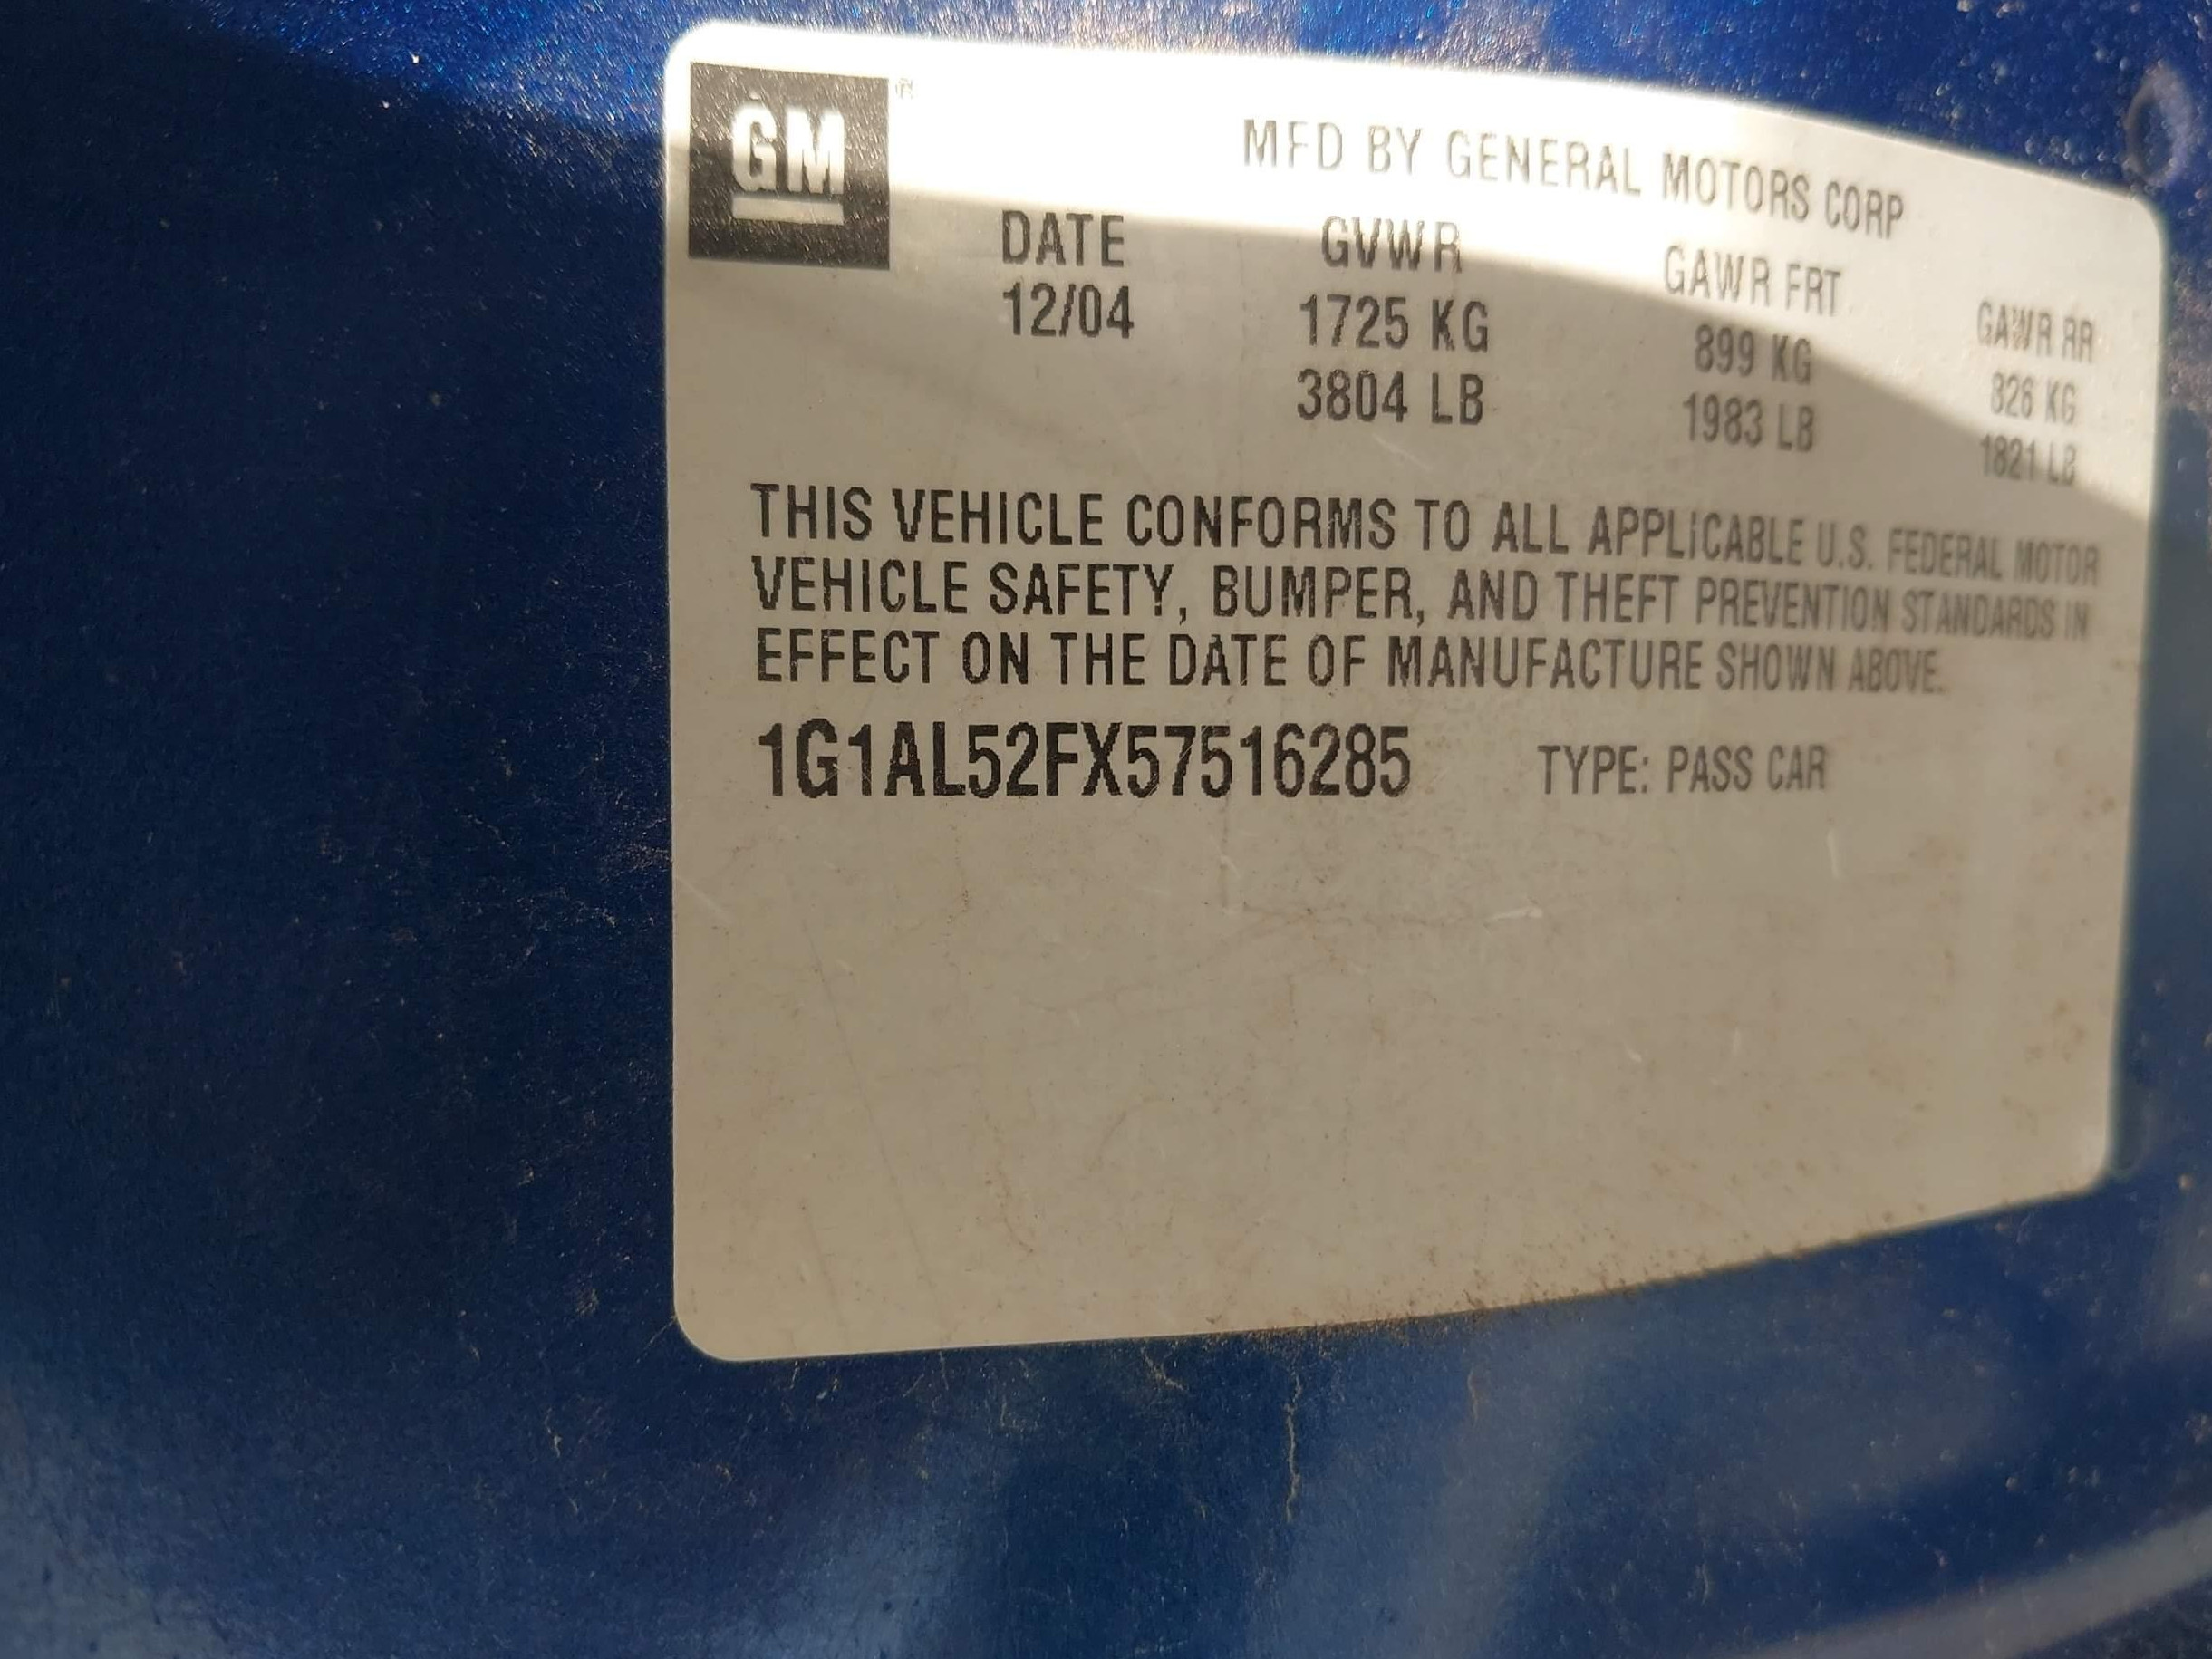 GM
MFD BY GENERAL MOTORS CORP
DATE GVWR GAWR FRT GAWR RR
12/04 1725 KG 899 KG 826 KG
3804 LB 1983 LB 1821 LB
THIS VEHICLE CONFORMS TO ALL APPLICABLE U.S. FEDERAL MOTOR
VEHICLE SAFETY, BUMPER, AND THEFT PREVENTION STANDARDS IN
EFFECT ON THE DATE OF MANUFACTURE SHOWN ABOVE.
1G1AL52FX57516285 TYPE: PASS CAR